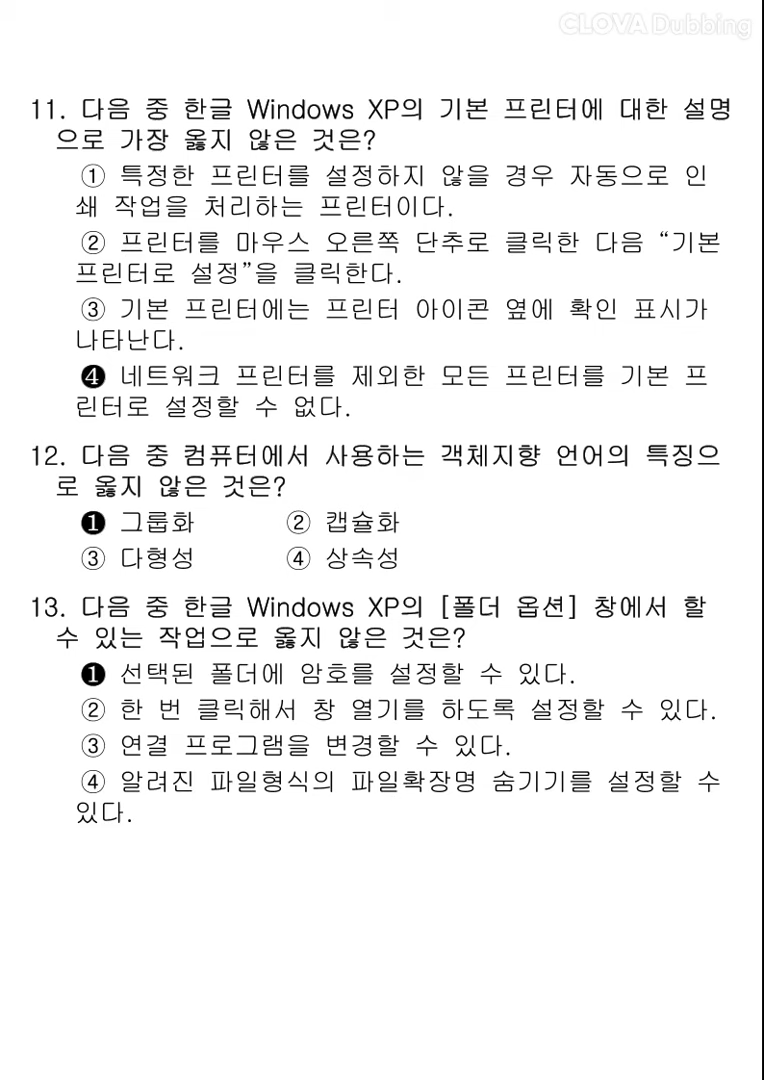 CLOVA Dubbing
11. 다음 중 한글 Windows XP의 기본 프린터에 대한 설명
으로 가장 옳지 않은 것은?
① 특정한 프린터를 설정하지 않을 경우 자동으로 인
쇄 작업을 처리하는 프린터이다.
② 프린터를 마우스 오른쪽 단추로 클릭한 다음 “기본
프린터로 설정”을 클릭한다.
③ 기본 프린터에는 프린터 아이콘 옆에 확인 표시가
나타난다.
❹ 네트워크 프린터를 제외한 모든 프린터를 기본 프
린터로 설정할 수 없다.
12. 다음 중 컴퓨터에서 사용하는 객체지향 언어의 특징으
로 옳지 않은 것은?
❶ 그룹화 ② 캡슐화
③ 다형성 ④ 상속성
13. 다음 중 한글 Windows XP의 [폴더 옵션] 창에서 할
수 있는 작업으로 옳지 않은 것은?
❶ 선택된 폴더에 암호를 설정할 수 있다.
② 한 번 클릭해서 창 열기를 하도록 설정할 수 있다.
③ 연결 프로그램을 변경할 수 있다.
④ 알려진 파일형식의 파일확장명 숨기기를 설정할 수
있다.